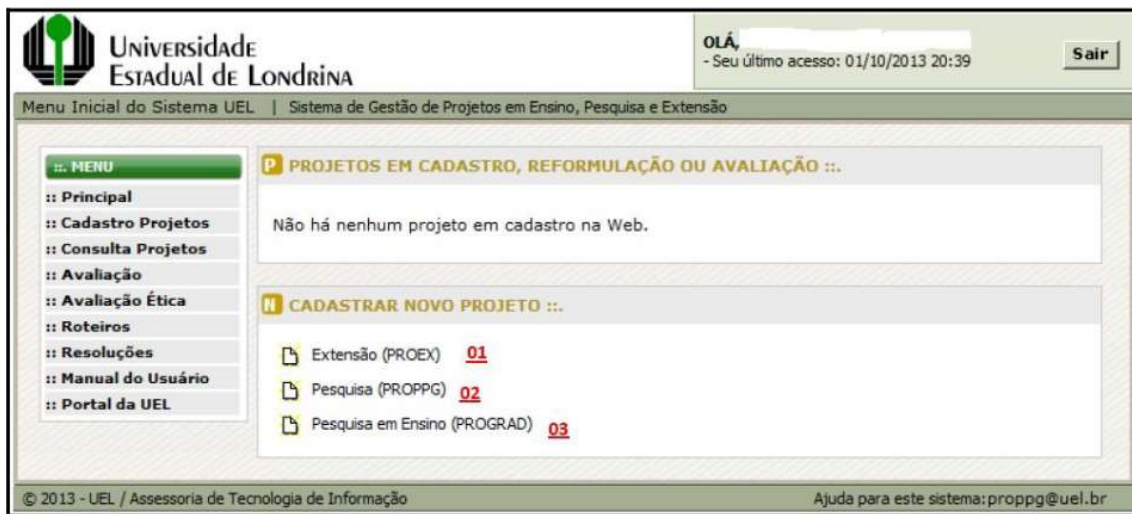 Universidade
Estadual de Londrina
OLÁ,
- Seu último acesso: 01/10/2013 20:39
Sair
Menu Inicial do Sistema UEL | Sistema de Gestão de Projetos em Ensino, Pesquisa e Extensão
::. MENU
:: Principal
:: Cadastro Projetos
:: Consulta Projetos
:: Avaliação
:: Avaliação Ética
:: Roteiros
:: Resoluções
:: Manual do Usuário
:: Portal da UEL
P PROJETOS EM CADASTRO, REFORMULAÇÃO OU AVALIAÇÃO ::.
Não há nenhum projeto em cadastro na Web.
N CADASTRAR NOVO PROJETO ::.
Extensão (PROEX) 01
Pesquisa (PROPPG) 02
Pesquisa em Ensino (PROGRAD) 03
© 2013 - UEL / Assessoria de Tecnologia de Informação
Ajuda para este sistema: proppg@uel.br